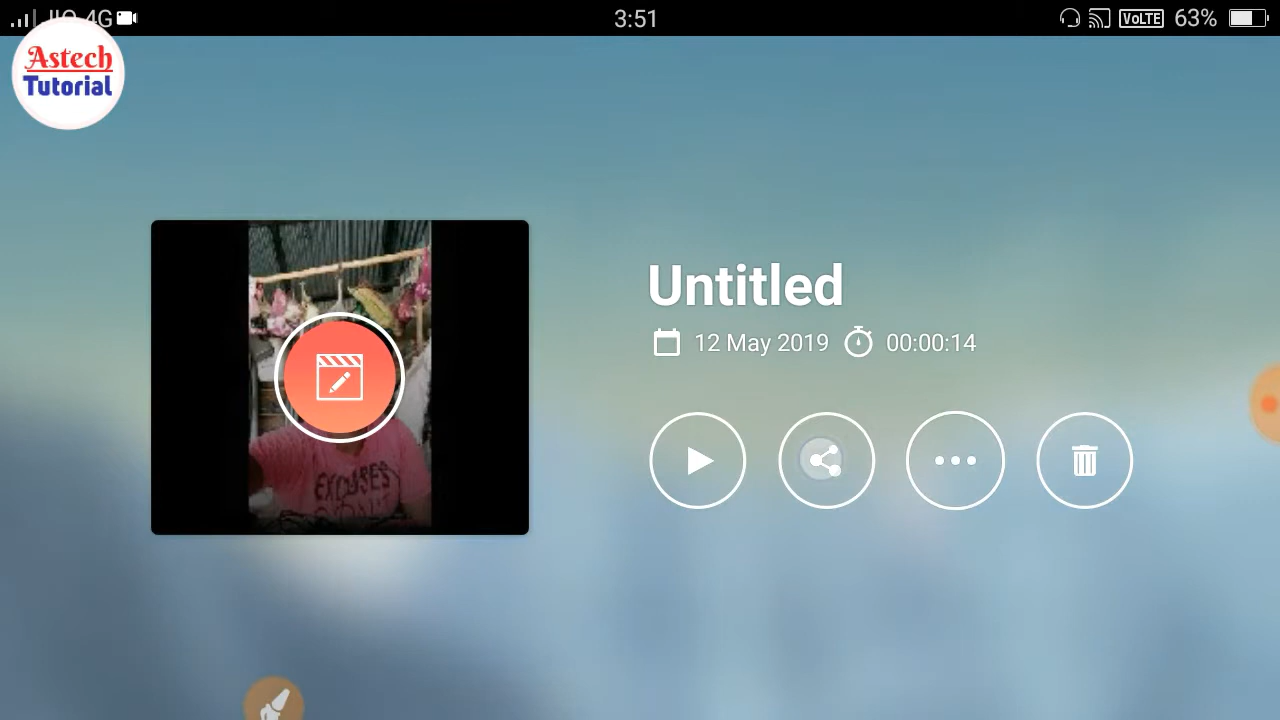 JIO 4G
3:51
VoLTE
63%
Astech
Tutorial
Untitled
12 May 2019
00:00:14
EXCUSES